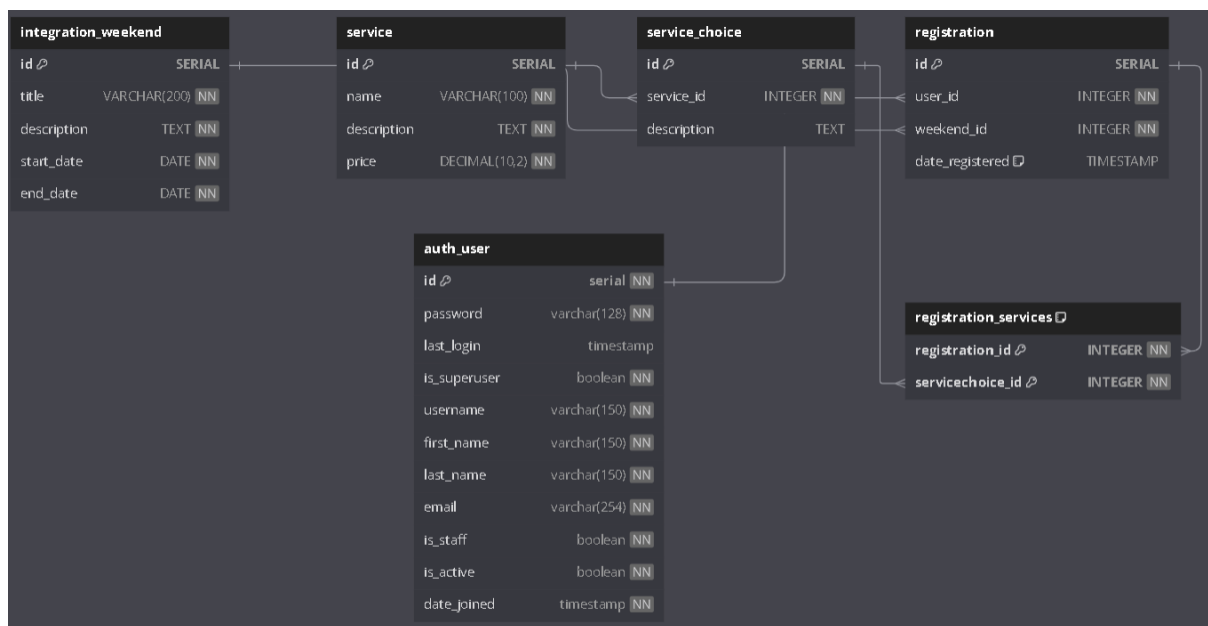 integration_weekend
id SERIAL
title VARCHAR(200) NN
description TEXT NN
start_date DATE NN
end_date DATE NN
service
id SERIAL
name VARCHAR(100) NN
description TEXT NN
price DECIMAL(10,2) NN
service_choice
id SERIAL
service_id INTEGER NN
description TEXT
registration
id SERIAL
user_id INTEGER NN
weekend_id INTEGER NN
date_registered TIMESTAMP
auth_user
id serial NN
password varchar(128) NN
last_login timestamp
is_superuser boolean NN
username varchar(150) NN
first_name varchar(150) NN
last_name varchar(150) NN
email varchar(254) NN
is_staff boolean NN
is_active boolean NN
date_joined timestamp NN
registration_services
registration_id INTEGER NN
servicechoice_id INTEGER NN